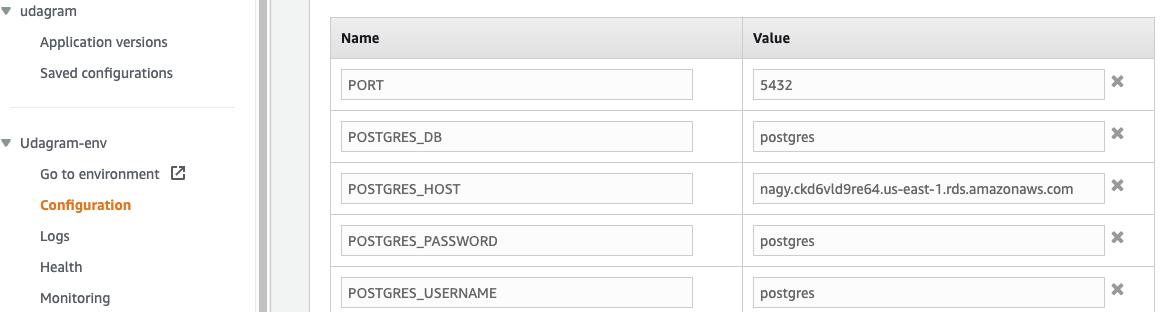 udagram
Application versions
Saved configurations
Udagram-env
Go to environment
Configuration
Logs
Health
Monitoring
Name Value
PORT 5432
POSTGRES_DB postgres
POSTGRES_HOST nagy.ckd6vld9re64.us-east-1.rds.amazonaws.com
POSTGRES_PASSWORD postgres
POSTGRES_USERNAME postgres